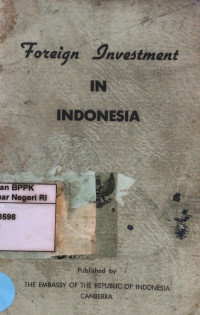 Foreign Investment
IN
INDONESIA
an BPPK
ar Negeri RI
598
Published by
THE EMBASSY OF THE REPUBLIC OF INDONESIA
CANBERRA